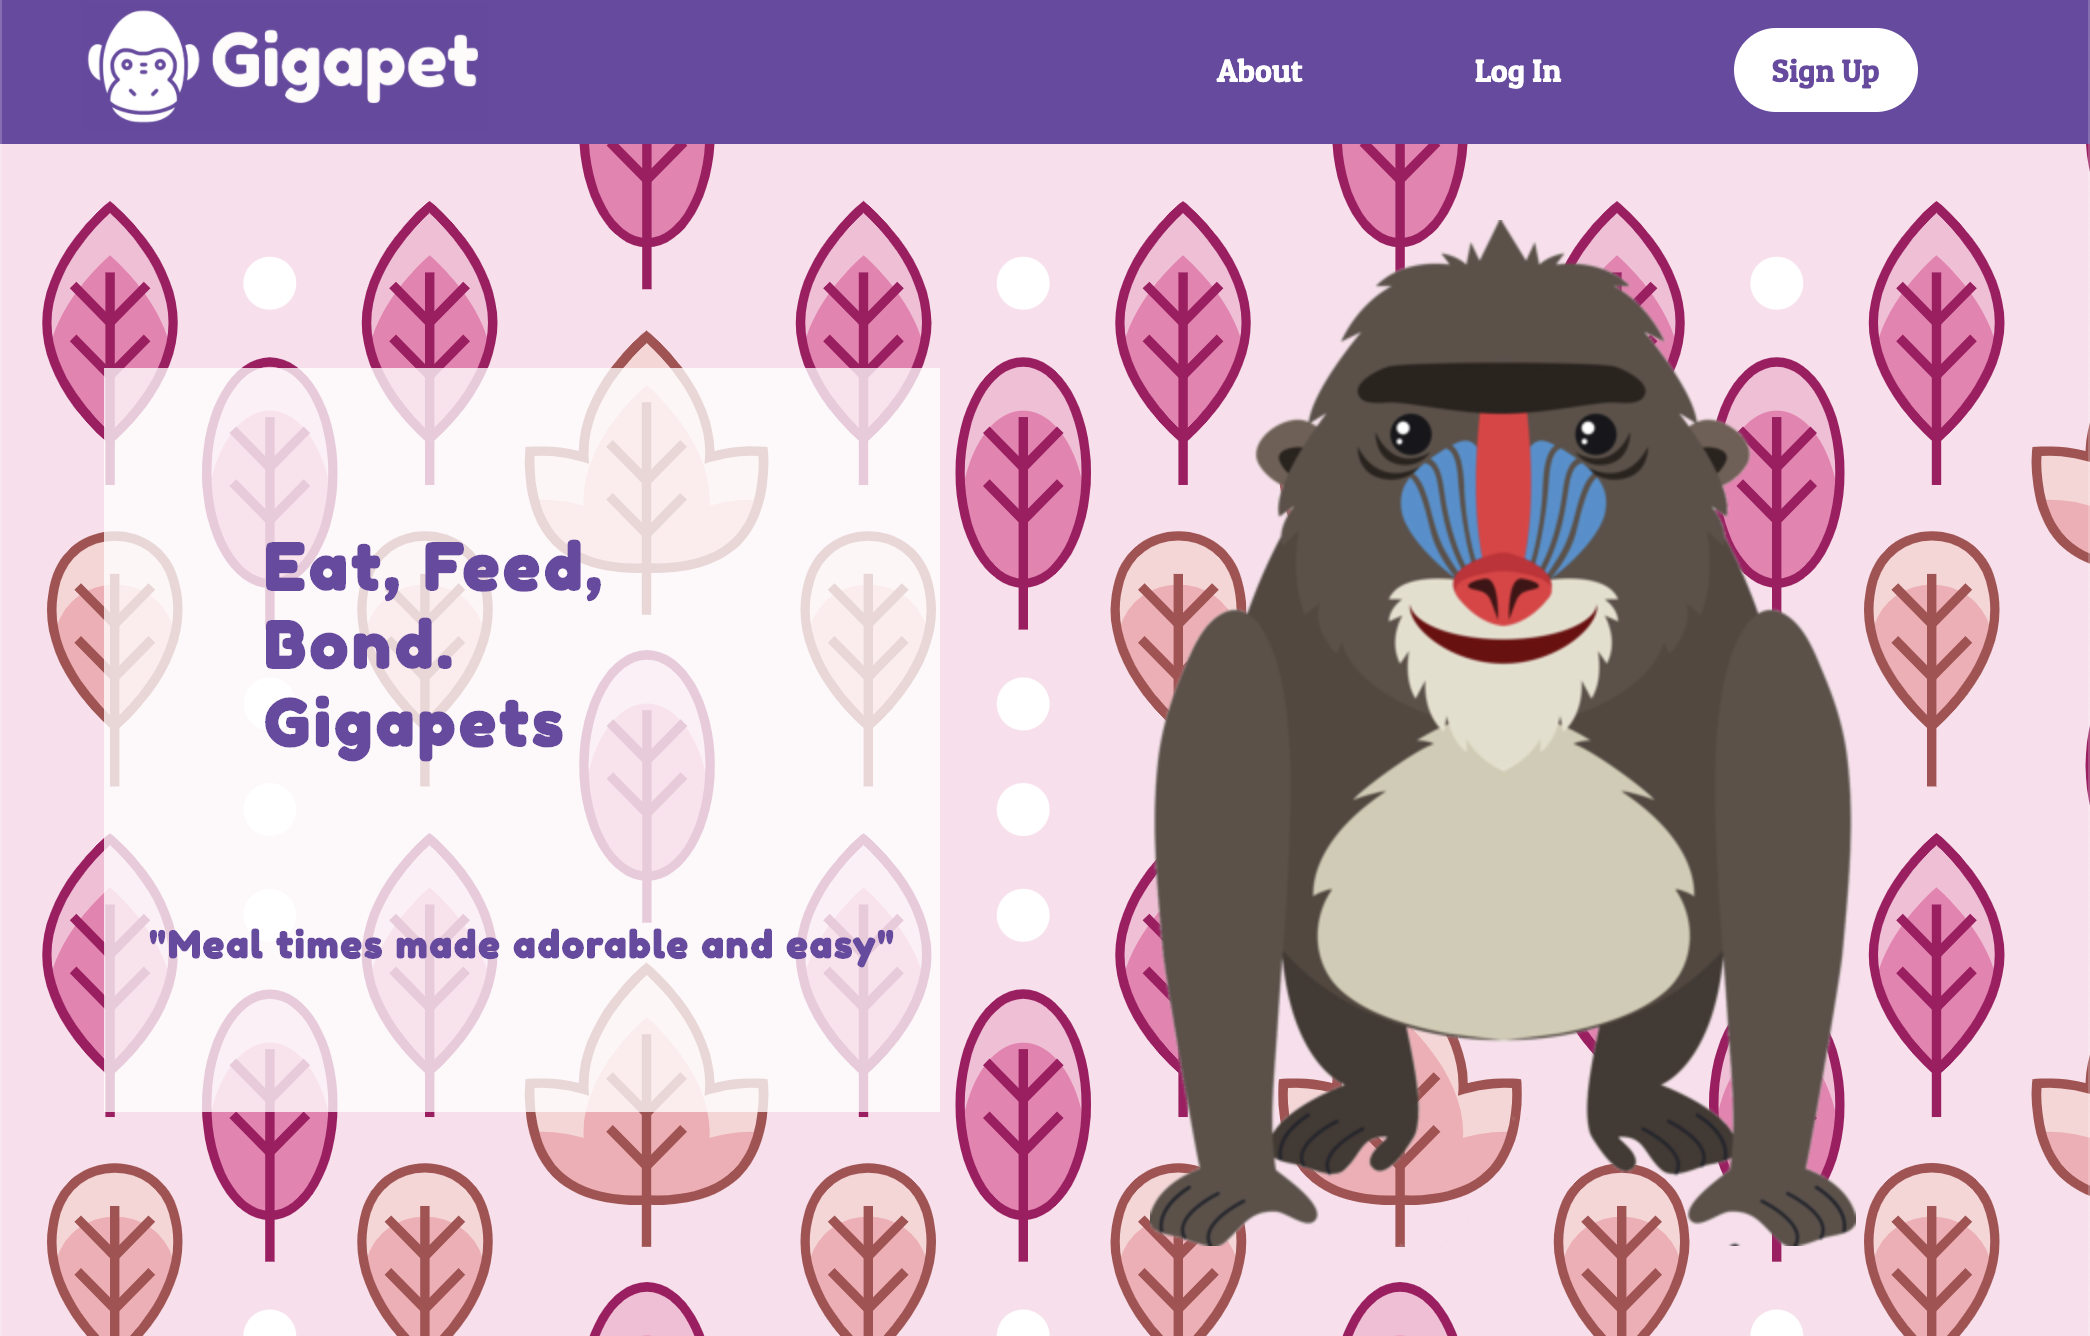 Gigapet
About
Log In
Sign Up
Eat, Feed,
Bond.
Gigapets
"Meal times made adorable and easy"